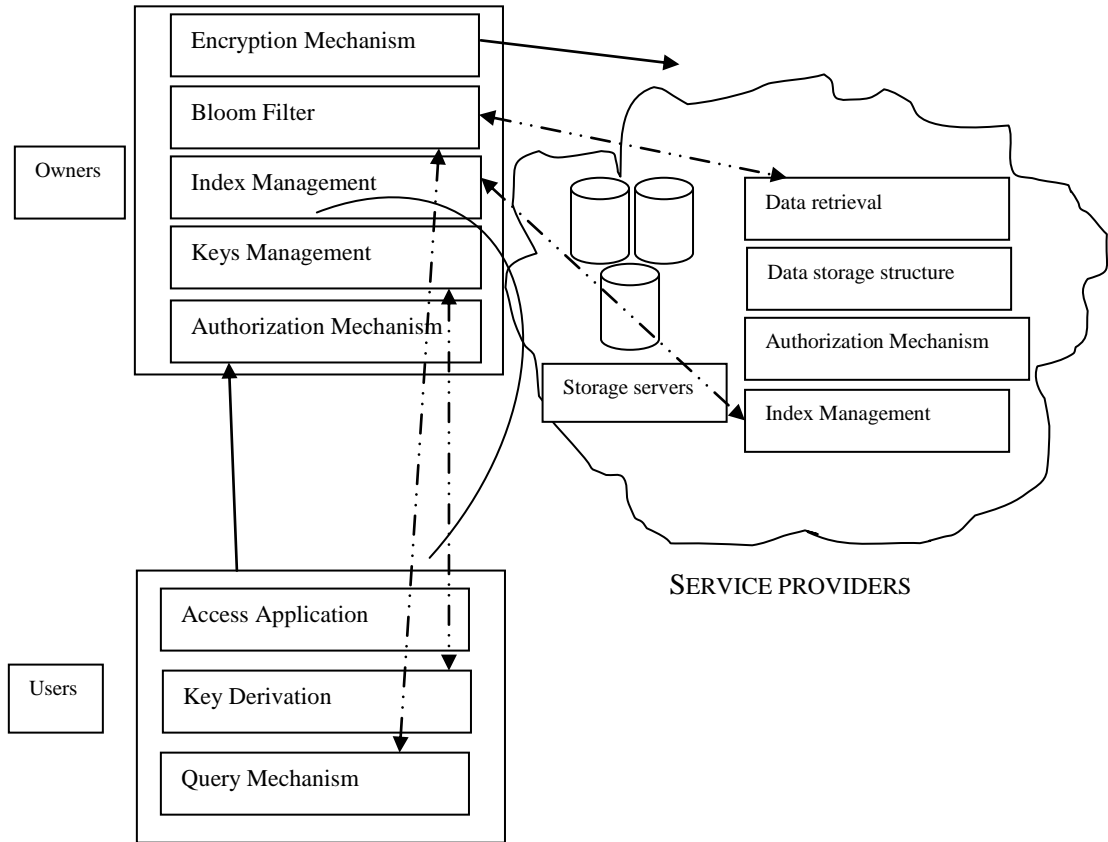 Encryption Mechanism
Bloom Filter
Owners
Index Management
Keys Management
Authorization Mechanism
Data retrieval
Data storage structure
Authorization Mechanism
Storage servers
Index Management
SERVICE PROVIDERS
Access Application
Users
Key Derivation
Query Mechanism